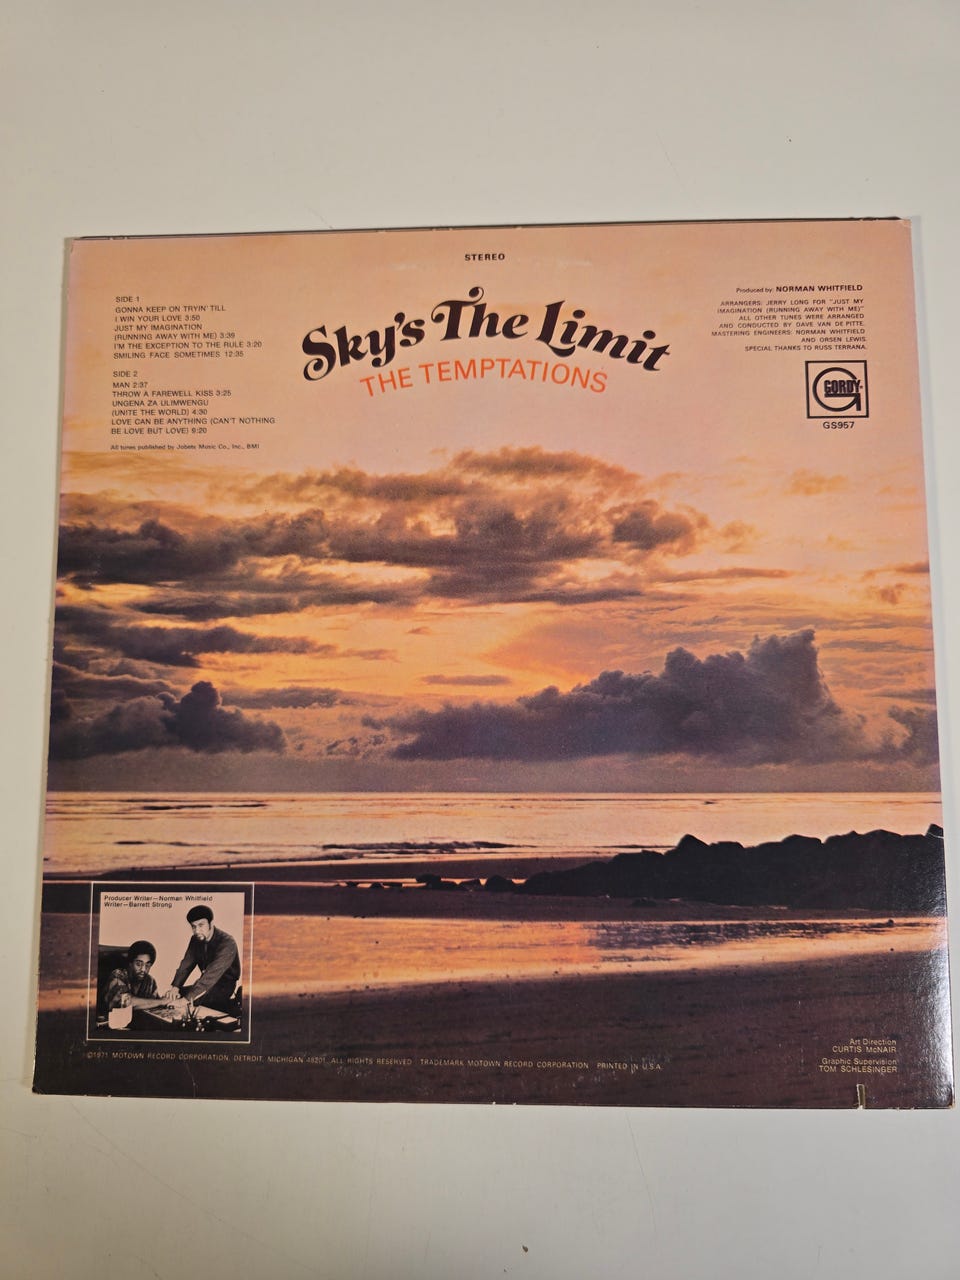 STEREO
Sky's The Limit
THE TEMPTATIONS
SIDE 1
GONNA KEEP ON TRYIN' TILL
I WIN YOUR LOVE 3:50
JUST MY IMAGINATION
(RUNNING AWAY WITH ME) 3:39
I'M THE EXCEPTION TO THE RULE 3:20
SMILING FACE SOMETIMES 12:35
SIDE 2
MAN 2:37
THROW A FAREWELL KISS 3:25
UNGENA ZA ULIMWENGU
(UNITE THE WORLD) 4:30
LOVE CAN BE ANYTHING (CAN'T NOTHING
BE LOVE BUT LOVE) 9:20
All tunes published by Jobete Music Co., Inc., BMI
Produced by: NORMAN WHITFIELD
ARRANGERS: JERRY LONG FOR "JUST MY
IMAGINATION (RUNNING AWAY WITH ME)"
ALL OTHER TUNES WERE ARRANGED
AND CONDUCTED BY DAVE VAN DE PITTE.
MASTERING ENGINEERS: NORMAN WHITFIELD
AND ORSEN LEWIS.
SPECIAL THANKS TO RUSS TERRANA.
GORDY
GS957
Producer Writer—Norman Whitfield
Writer—Barrett Strong
©1971 MOTOWN RECORD CORPORATION, DETROIT, MICHIGAN 48201. ALL RIGHTS RESERVED TRADEMARK MOTOWN RECORD CORPORATION PRINTED IN U.S.A.
Art Direction
CURTIS McNAIR
Graphic Supervision
TOM SCHLESINGER